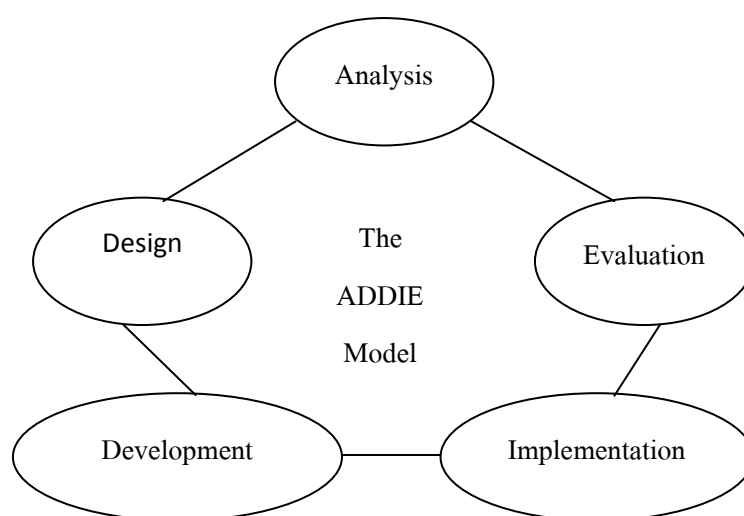 Analysis
Design
The
ADDIE
Model
Evaluation
Development
Implementation